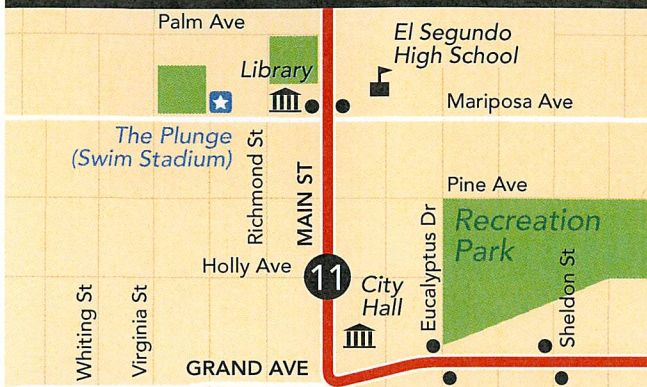 Palm Ave
El Segundo
High School
Library
Mariposa Ave
The Plunge
(Swim Stadium)
Richmond St
MAIN ST
Pine Ave
Recreation
Park
Eucalyptus Dr
Sheldon St
Holly Ave
11
City
Hall
Whiting St
Virginia St
GRAND AVE